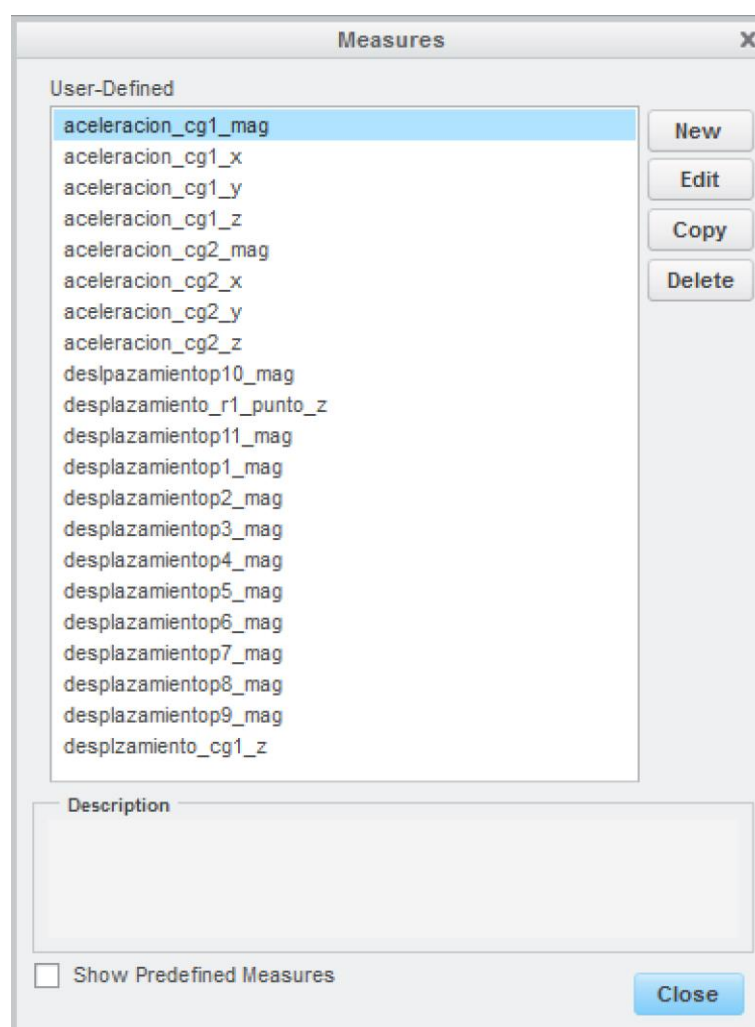 Measures
User-Defined
aceleracion_cg1_mag
aceleracion_cg1_x
aceleracion_cg1_y
aceleracion_cg1_z
aceleracion_cg2_mag
aceleracion_cg2_x
aceleracion_cg2_y
aceleracion_cg2_z
deslpazamientop10_mag
desplazamiento_r1_punto_z
desplazamientop11_mag
desplazamientop1_mag
desplazamientop2_mag
desplazamientop3_mag
desplazamientop4_mag
desplazamientop5_mag
desplazamientop6_mag
desplazamientop7_mag
desplazamientop8_mag
desplazamientop9_mag
desplzamiento_cg1_z
New
Edit
Copy
Delete
Description
Show Predefined Measures
Close